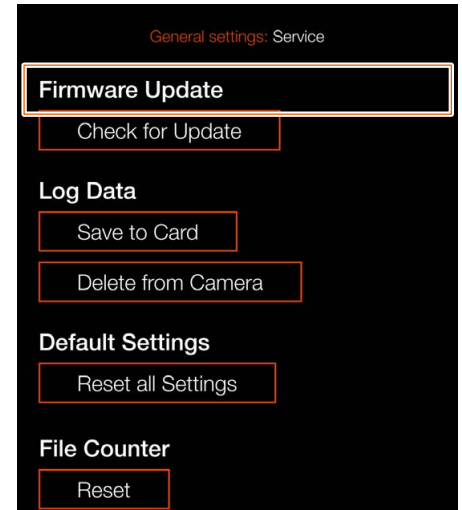 General settings: Service
Firmware Update
Check for Update
Log Data
Save to Card
Delete from Camera
Default Settings
Reset all Settings
File Counter
Reset